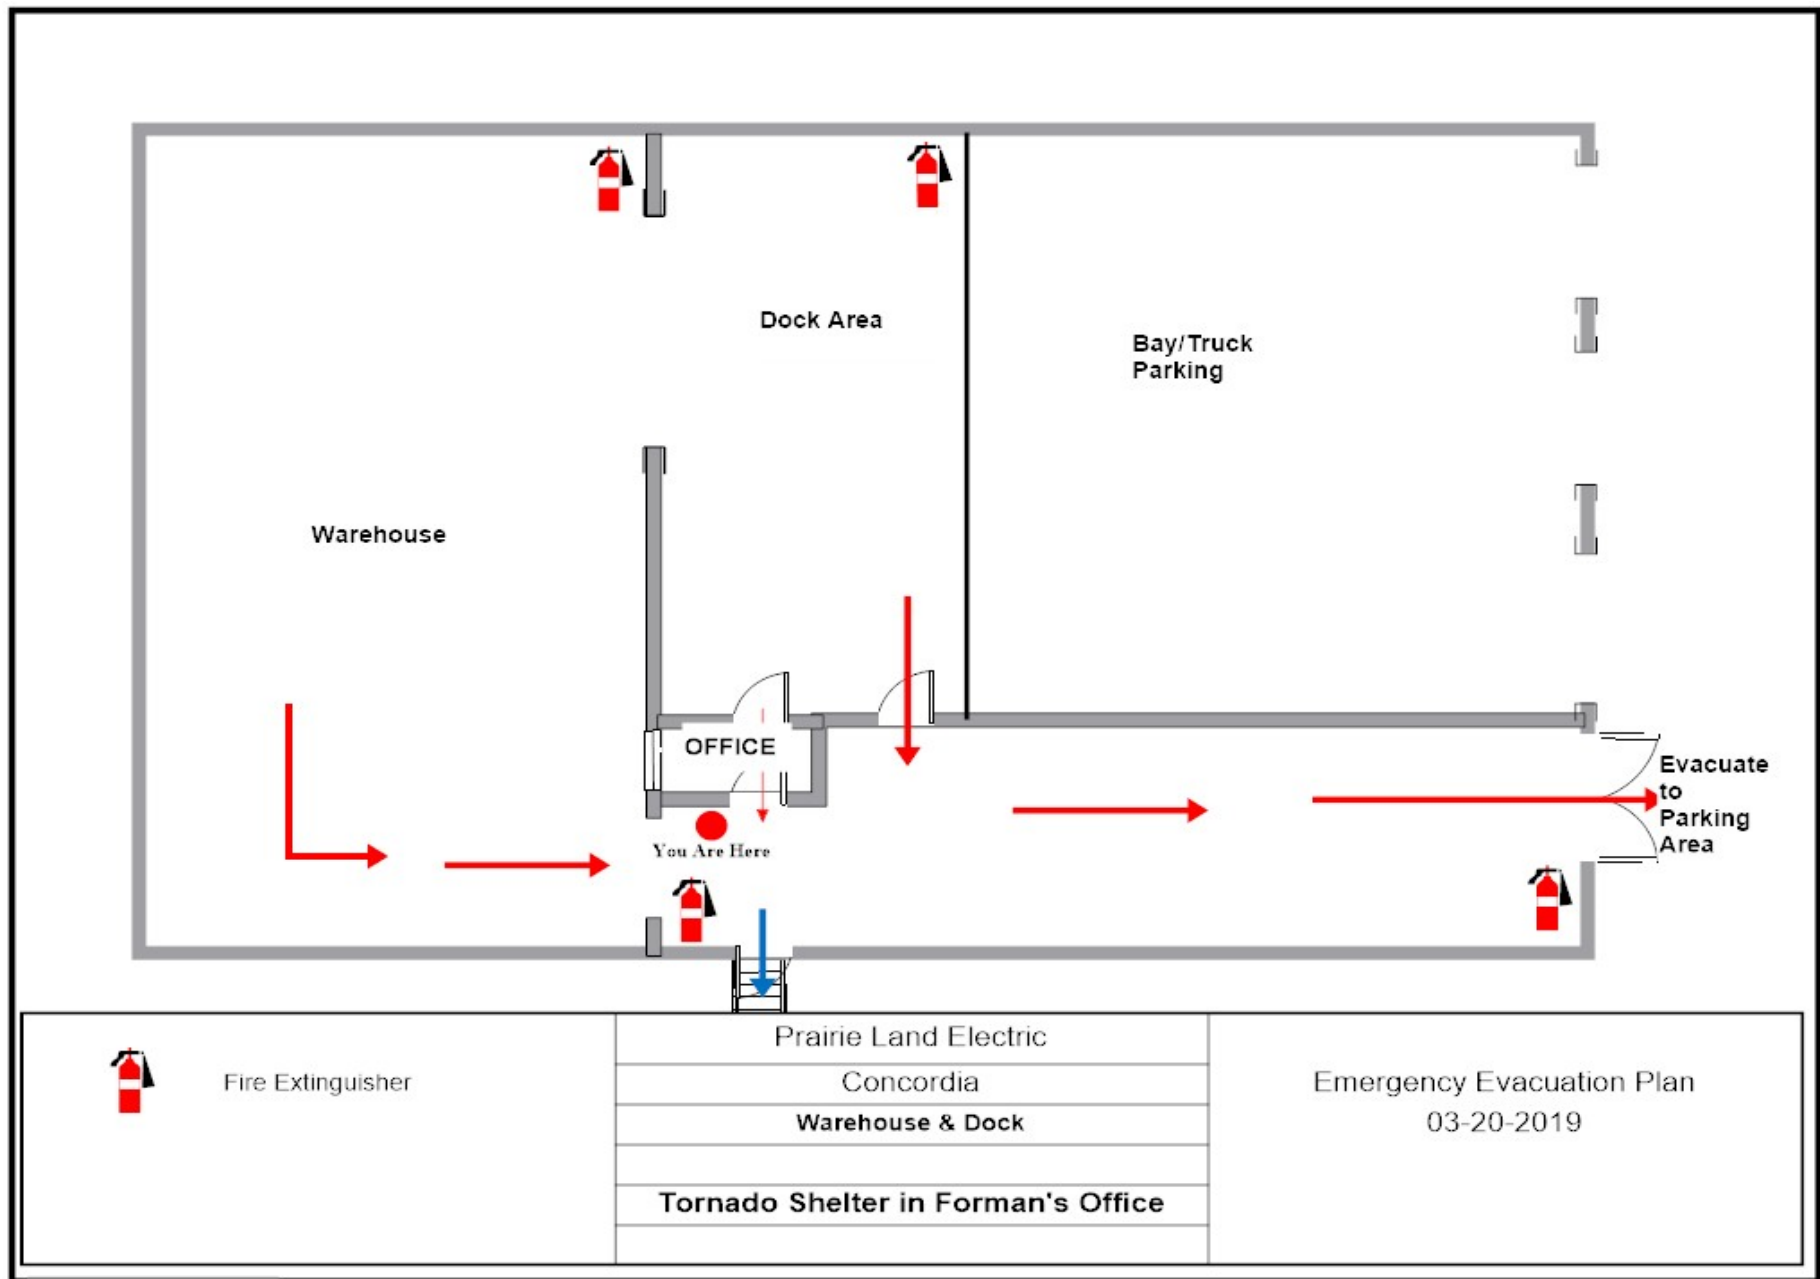 Dock Area
Bay/Truck
Parking
Warehouse
OFFICE
Evacuate
to
Parking
Area
You Are Here
Fire Extinguisher
Prairie Land Electric
Concordia
Warehouse & Dock
Tornado Shelter in Forman's Office
Emergency Evacuation Plan
03-20-2019